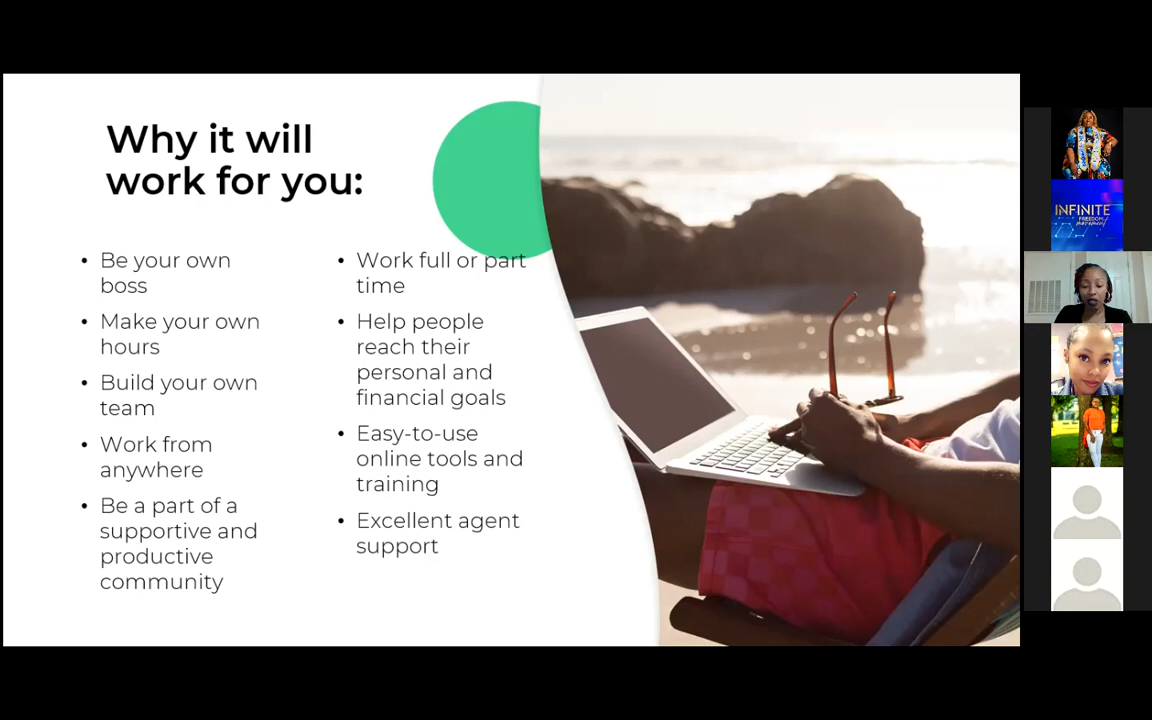 Why it will
work for you:
• Be your own
boss
• Make your own
hours
• Build your own
team
• Work from
anywhere
• Be a part of a
supportive and
productive
community
• Work full or part
time
• Help people
reach their
personal and
financial goals
• Easy-to-use
online tools and
training
• Excellent agent
support
INFINITE
FREEDOM
movement